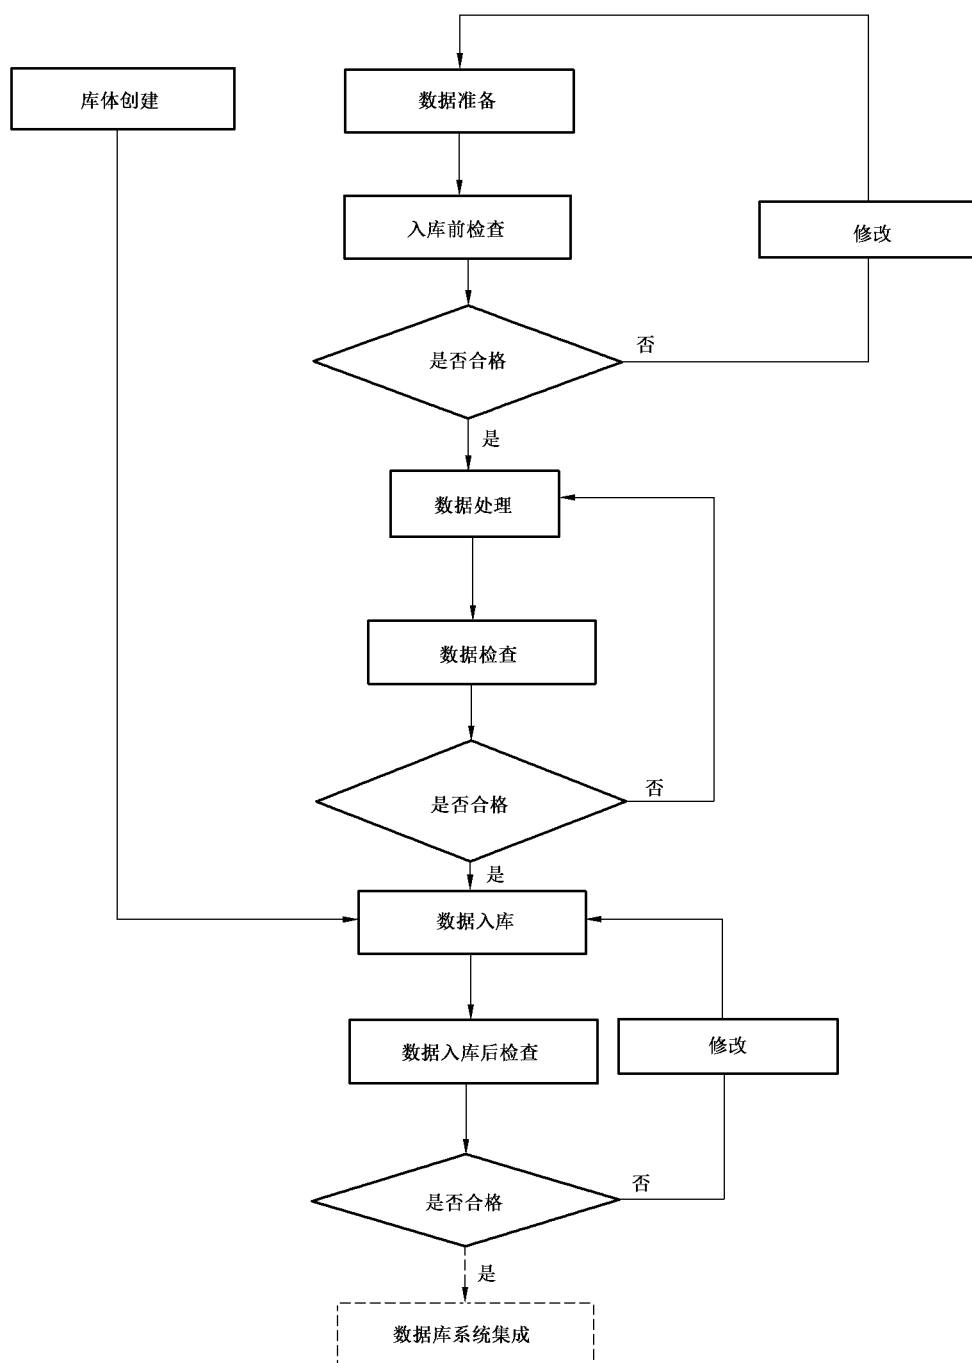 库体创建
数据准备
入库前检查
修改
是否合格
否
是
数据处理
数据检查
是否合格
否
是
数据入库
数据入库后检查
修改
是否合格
否
是
数据库系统集成